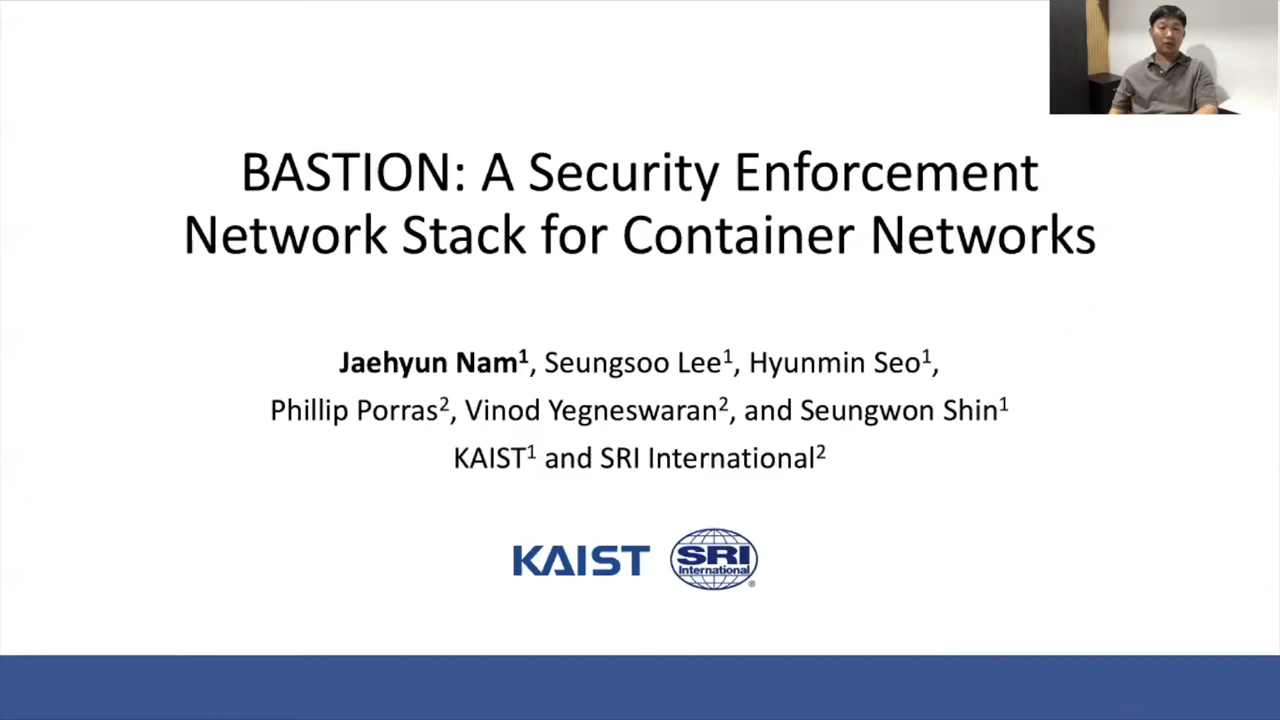 BASTION: A Security Enforcement
Network Stack for Container Networks
Jaehyun Nam¹, Seungsoo Lee¹, Hyunmin Seo¹,
Phillip Porras², Vinod Yegneswaran², and Seungwon Shin¹
KAIST¹ and SRI International²
KAIST
SRI
International
®